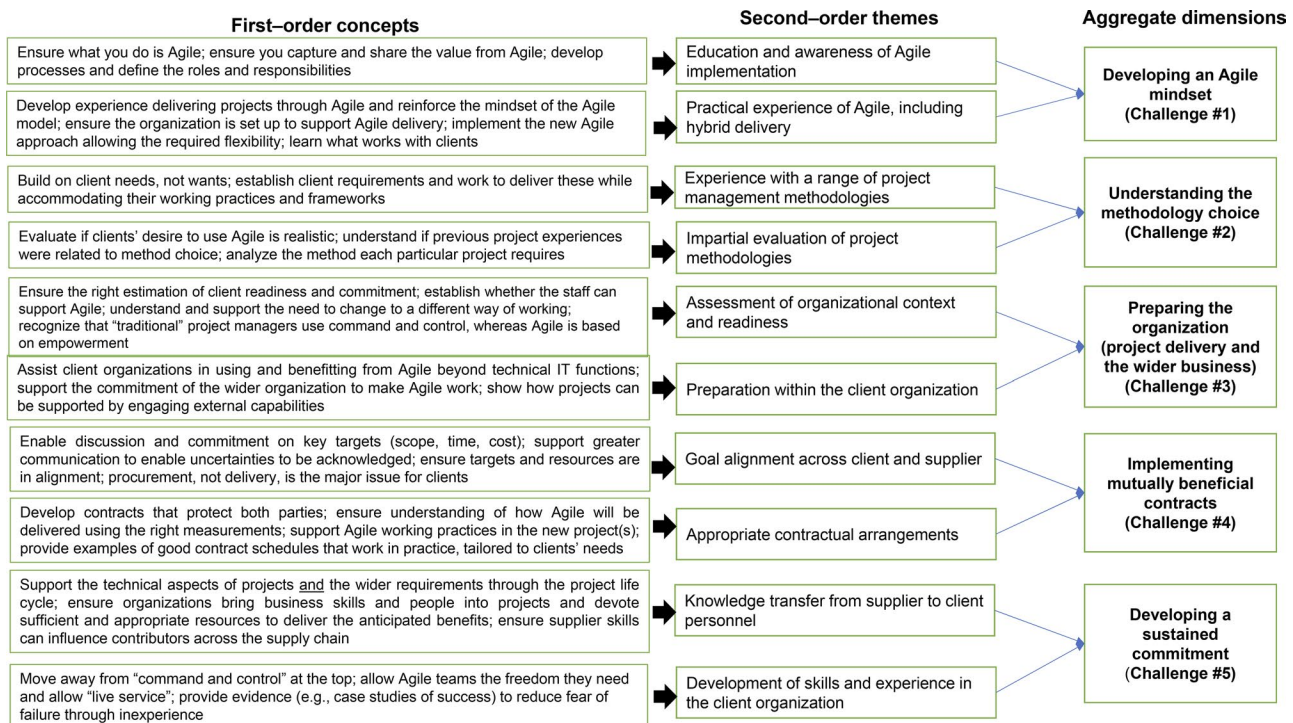 First–order concepts
Second–order themes
Aggregate dimensions
Ensure what you do is Agile; ensure you capture and share the value from Agile; develop
processes and define the roles and responsibilities
Education and awareness of Agile
implementation
Developing an Agile
mindset
(Challenge #1)
Develop experience delivering projects through Agile and reinforce the mindset of the Agile
model; ensure the organization is set up to support Agile delivery; implement the new Agile
approach allowing the required flexibility; learn what works with clients
Practical experience of Agile, including
hybrid delivery
Build on client needs, not wants; establish client requirements and work to deliver these while
accommodating their working practices and frameworks
Experience with a range of project
management methodologies
Understanding the
methodology choice
(Challenge #2)
Evaluate if clients’ desire to use Agile is realistic; understand if previous project experiences
were related to method choice; analyze the method each particular project requires
Impartial evaluation of project
methodologies
Ensure the right estimation of client readiness and commitment; establish whether the staff can
support Agile; understand and support the need to change to a different way of working;
recognize that “traditional” project managers use command and control, whereas Agile is based
on empowerment
Assessment of organizational context
and readiness
Preparing the
organization
(project delivery and
the wider business)
(Challenge #3)
Assist client organizations in using and benefitting from Agile beyond technical IT functions;
support the commitment of the wider organization to make Agile work; show how projects can
be supported by engaging external capabilities
Preparation within the client organization
Enable discussion and commitment on key targets (scope, time, cost); support greater
communication to enable uncertainties to be acknowledged; ensure targets and resources are
in alignment; procurement, not delivery, is the major issue for clients
Goal alignment across client and supplier
Implementing
mutually beneficial
contracts
(Challenge #4)
Develop contracts that protect both parties; ensure understanding of how Agile will be
delivered using the right measurements; support Agile working practices in the new project(s);
provide examples of good contract schedules that work in practice, tailored to clients’ needs
Appropriate contractual arrangements
Support the technical aspects of projects and the wider requirements through the project life
cycle; ensure organizations bring business skills and people into projects and devote
sufficient and appropriate resources to deliver the anticipated benefits; ensure supplier skills
can influence contributors across the supply chain
Knowledge transfer from supplier to client
personnel
Developing a
sustained
commitment
(Challenge #5)
Move away from “command and control” at the top; allow Agile teams the freedom they need
and allow “live service”; provide evidence (e.g., case studies of success) to reduce fear of
failure through inexperience
Development of skills and experience in
the client organization